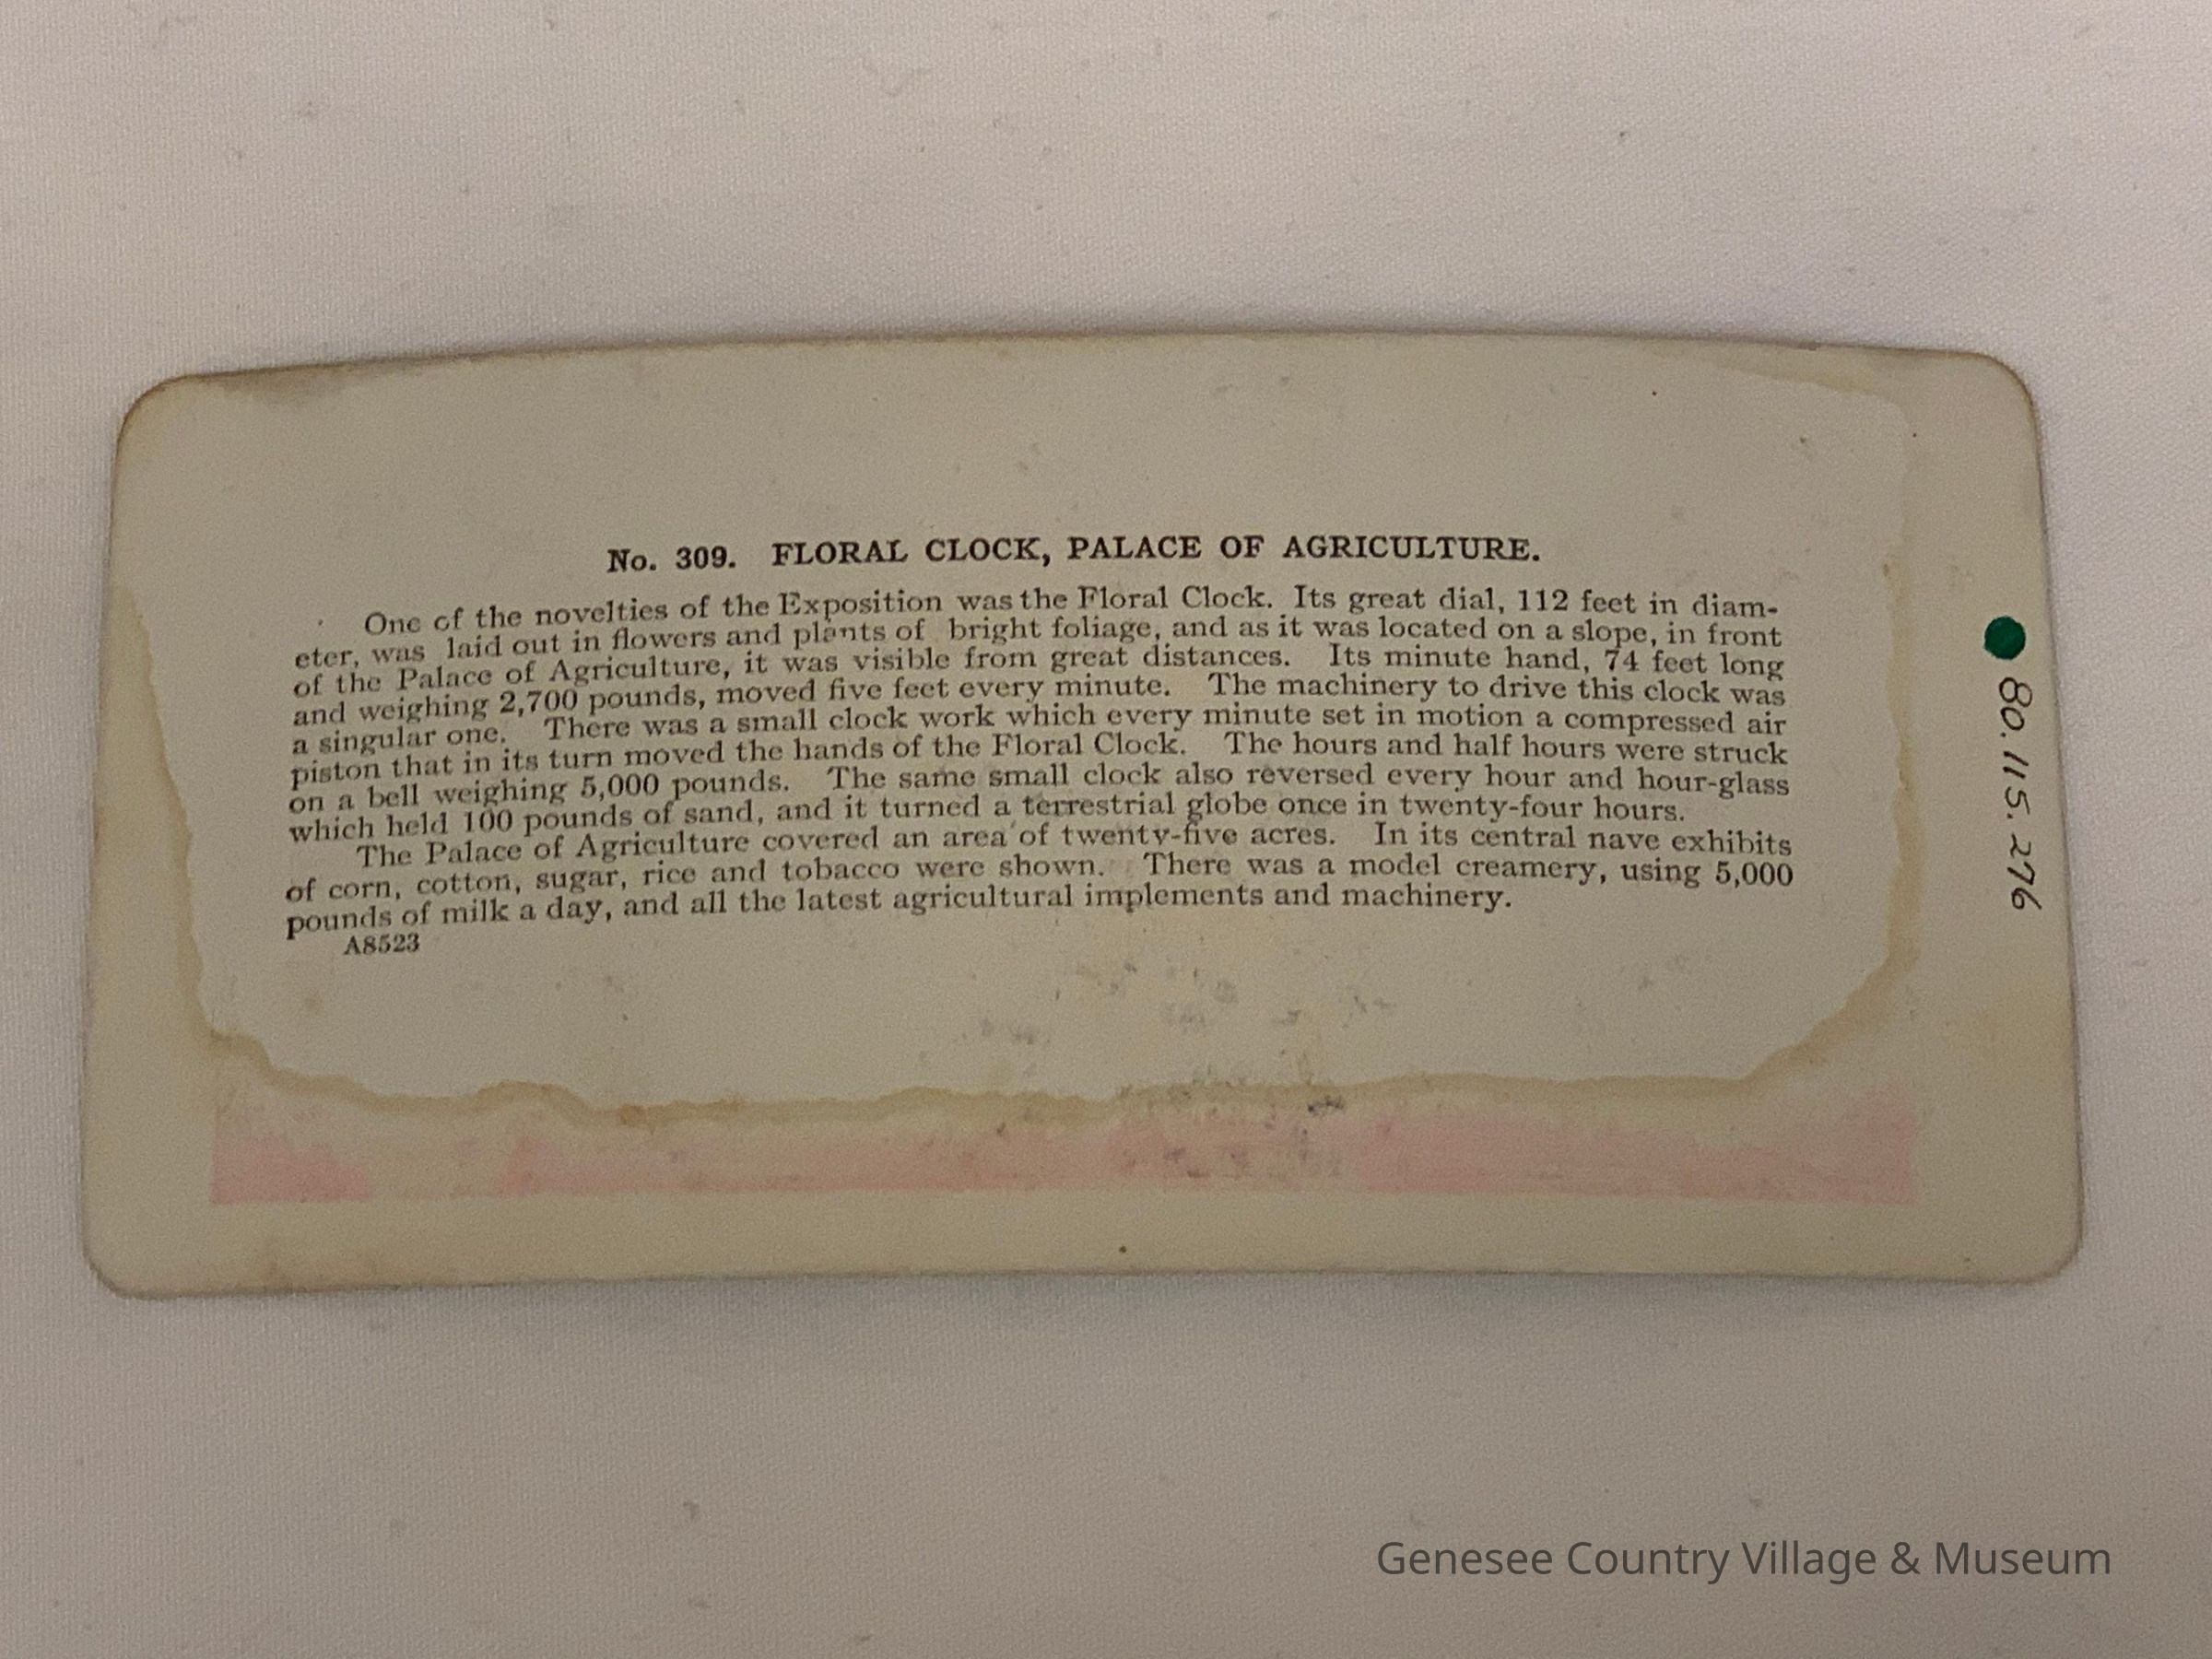 No. 309. FLORAL CLOCK, PALACE OF AGRICULTURE.
One of the novelties of the Exposition was the Floral Clock. Its great dial, 112 feet in diam-
eter, was laid out in flowers and plants of bright foliage, and as it was located on a slope, in front
of the Palace of Agriculture, it was visible from great distances. Its minute hand, 74 feet long
and weighing 2,700 pounds, moved five feet every minute. The machinery to drive this clock was
a singular one. There was a small clock work which every minute set in motion a compressed air
piston that in its turn moved the hands of the Floral Clock. The hours and half hours were struck
on a bell weighing 5,000 pounds. The same small clock also reversed every hour and hour-glass
which held 100 pounds of sand, and it turned a terrestrial globe once in twenty-four hours.
The Palace of Agriculture covered an area of twenty-five acres. In its central nave exhibits
of corn, cotton, sugar, rice and tobacco were shown. There was a model creamery, using 5,000
pounds of milk a day, and all the latest agricultural implements and machinery.
A8523
80.115.276
Genesee Country Village & Museum